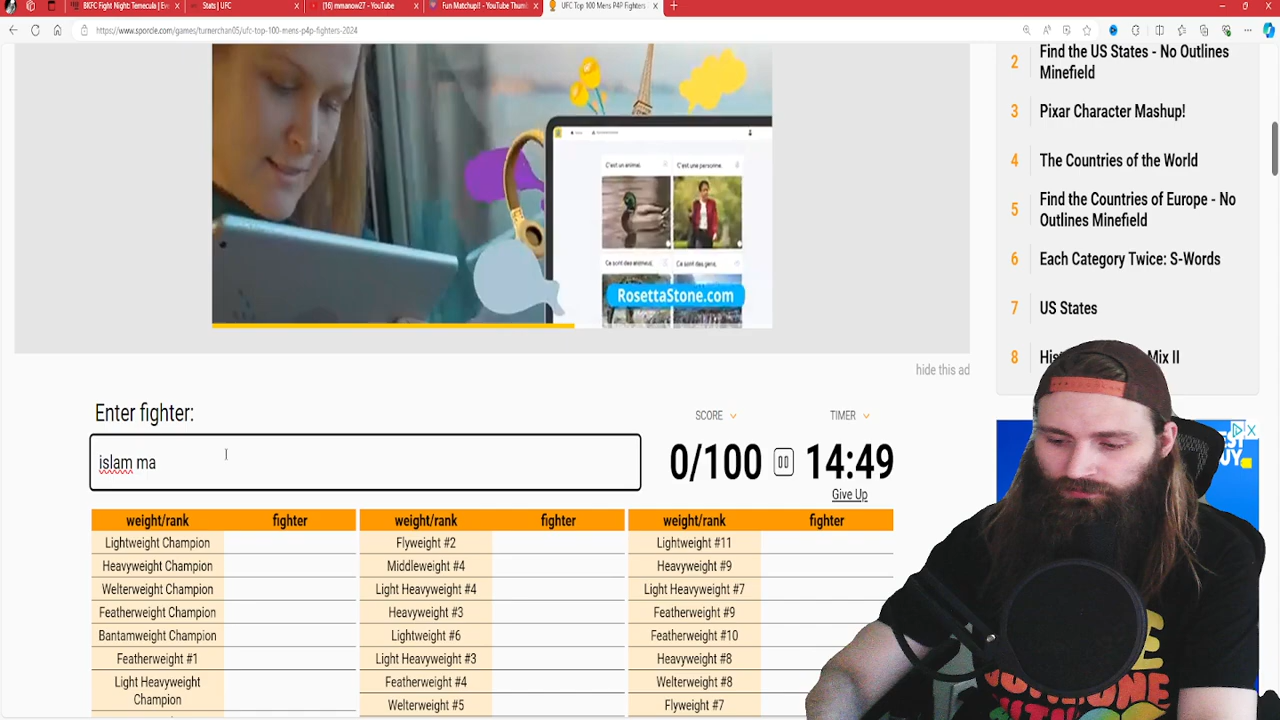 BKFC Fight Night: Temecula | Ev
Stats | UFC
(16) mmanow27 - YouTube
Fun Matchup!! - YouTube Thum
UFC Top 100 Mens P4P Fighters
https://www.sporcle.com/games/turnerchan05/ufc-top-100-mens-p4p-fighters-2024
C'est un animal.
C'est une personne.
Ce sont des
RosettaStone.com
hide this ad
2 Find the US States - No Outlines
Minefield
3 Pixar Character Mashup!
4 The Countries of the World
5 Find the Countries of Europe - No
Outlines Minefield
6 Each Category Twice: S-Words
7 US States
8 Mix II
Enter fighter:
islam ma
SCORE
TIMER
0/100
14:49
Give Up
weight/rank fighter weight/rank fighter weight/rank fighter
Lightweight Champion Flyweight #2 Lightweight #11
Heavyweight Champion Middleweight #4 Heavyweight #9
Welterweight Champion Light Heavyweight #4 Light Heavyweight #7
Featherweight Champion Heavyweight #3 Featherweight #9
Bantamweight Champion Lightweight #6 Featherweight #10
Featherweight #1 Light Heavyweight #3 Heavyweight #8
Light Heavyweight
Champion Featherweight #4 Welterweight #8
Welterweight #5 Flyweight #7